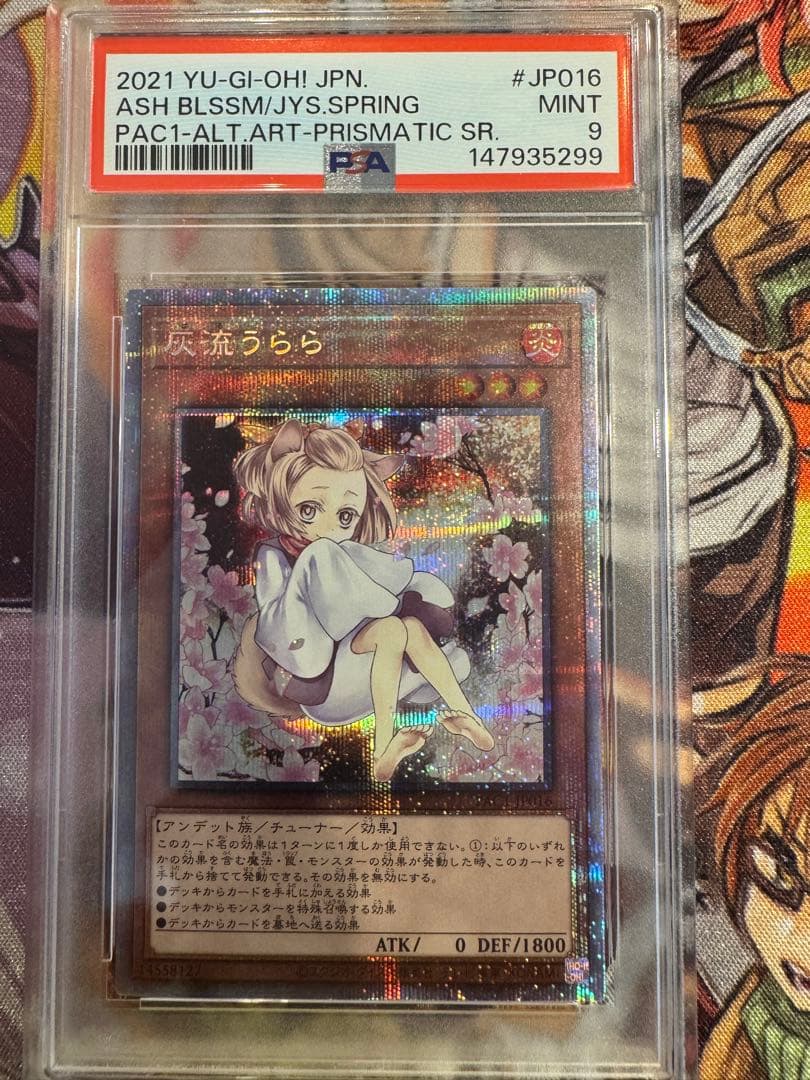 2021 YU-GI-OH! JPN. #JP016
ASH BLSSM/JYS.SPRING MINT
PAC1-ALT.ART-PRISMATIC SR. 9
PSA 147935299
灰流うらら 炎
PAC1-JP016
【アンデット族/チューナー/効果】
このカード名の効果は1ターンに1度しか使用できない。①:以下のいずれ
かの効果を含む魔法・罠・モンスターの効果が発動した時、このカードを
手札から捨てて発動できる。その効果を無効にする。
●デッキからカードを手札に加える効果
●デッキからモンスターを特殊召喚する効果
●デッキからカードを墓地へ送る効果
ATK/ 0 DEF/1800